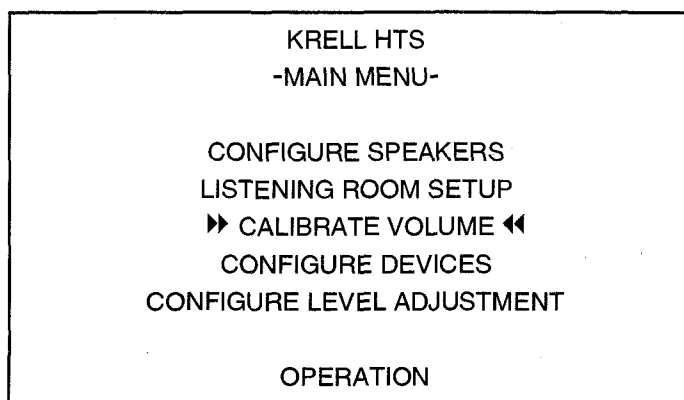 KRELL HTS
-MAIN MENU-
CONFIGURE SPEAKERS
LISTENING ROOM SETUP
CALIBRATE VOLUME
CONFIGURE DEVICES
CONFIGURE LEVEL ADJUSTMENT
OPERATION